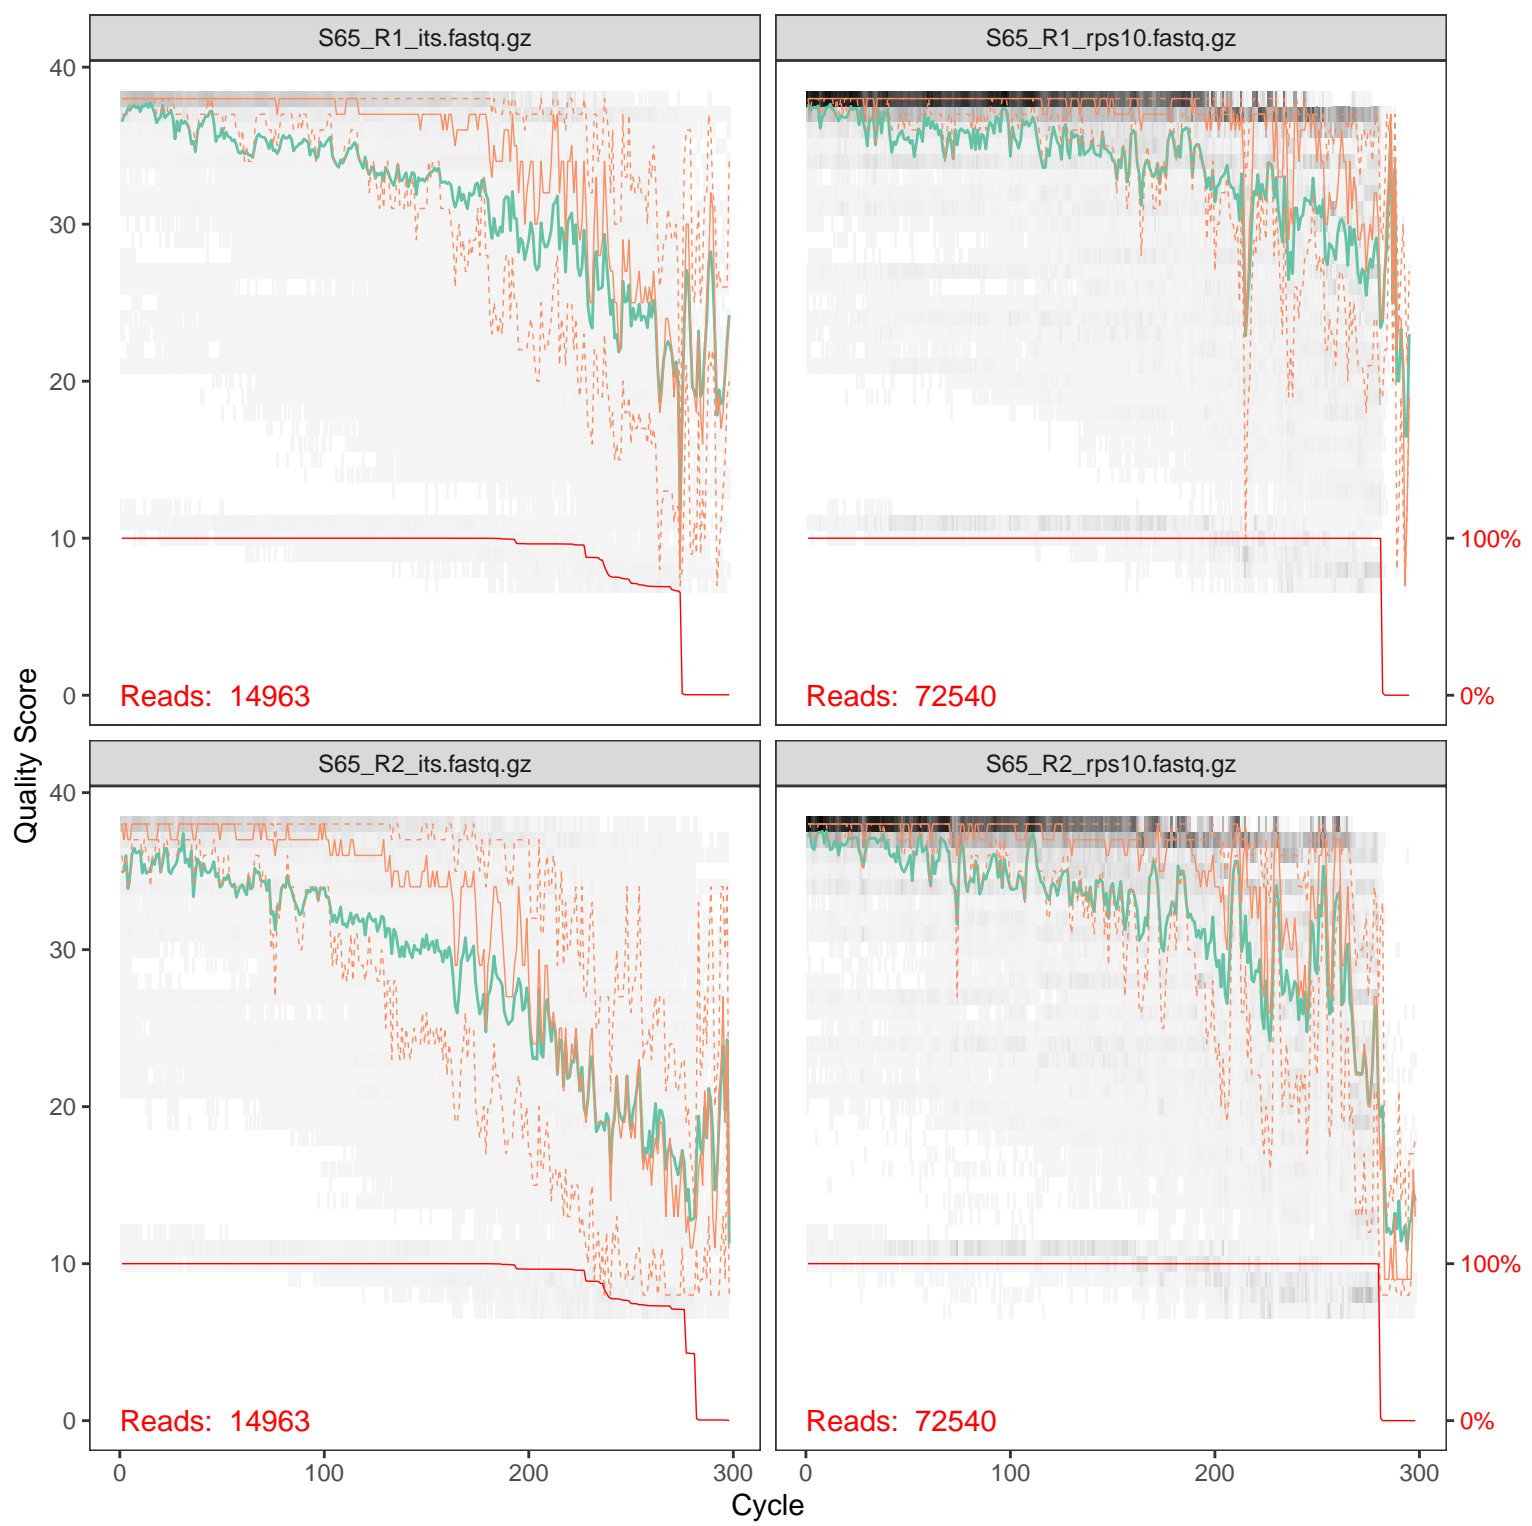 S65_R1_its.fastq.gz
S65_R1_rps10.fastq.gz
40
30
20
10
0
Reads: 14963
Reads: 72540
100%
0%
Quality Score
S65_R2_its.fastq.gz
S65_R2_rps10.fastq.gz
40
30
20
10
0
Reads: 14963
Reads: 72540
100%
0%
0 100 200 300
0 100 200 300
Cycle